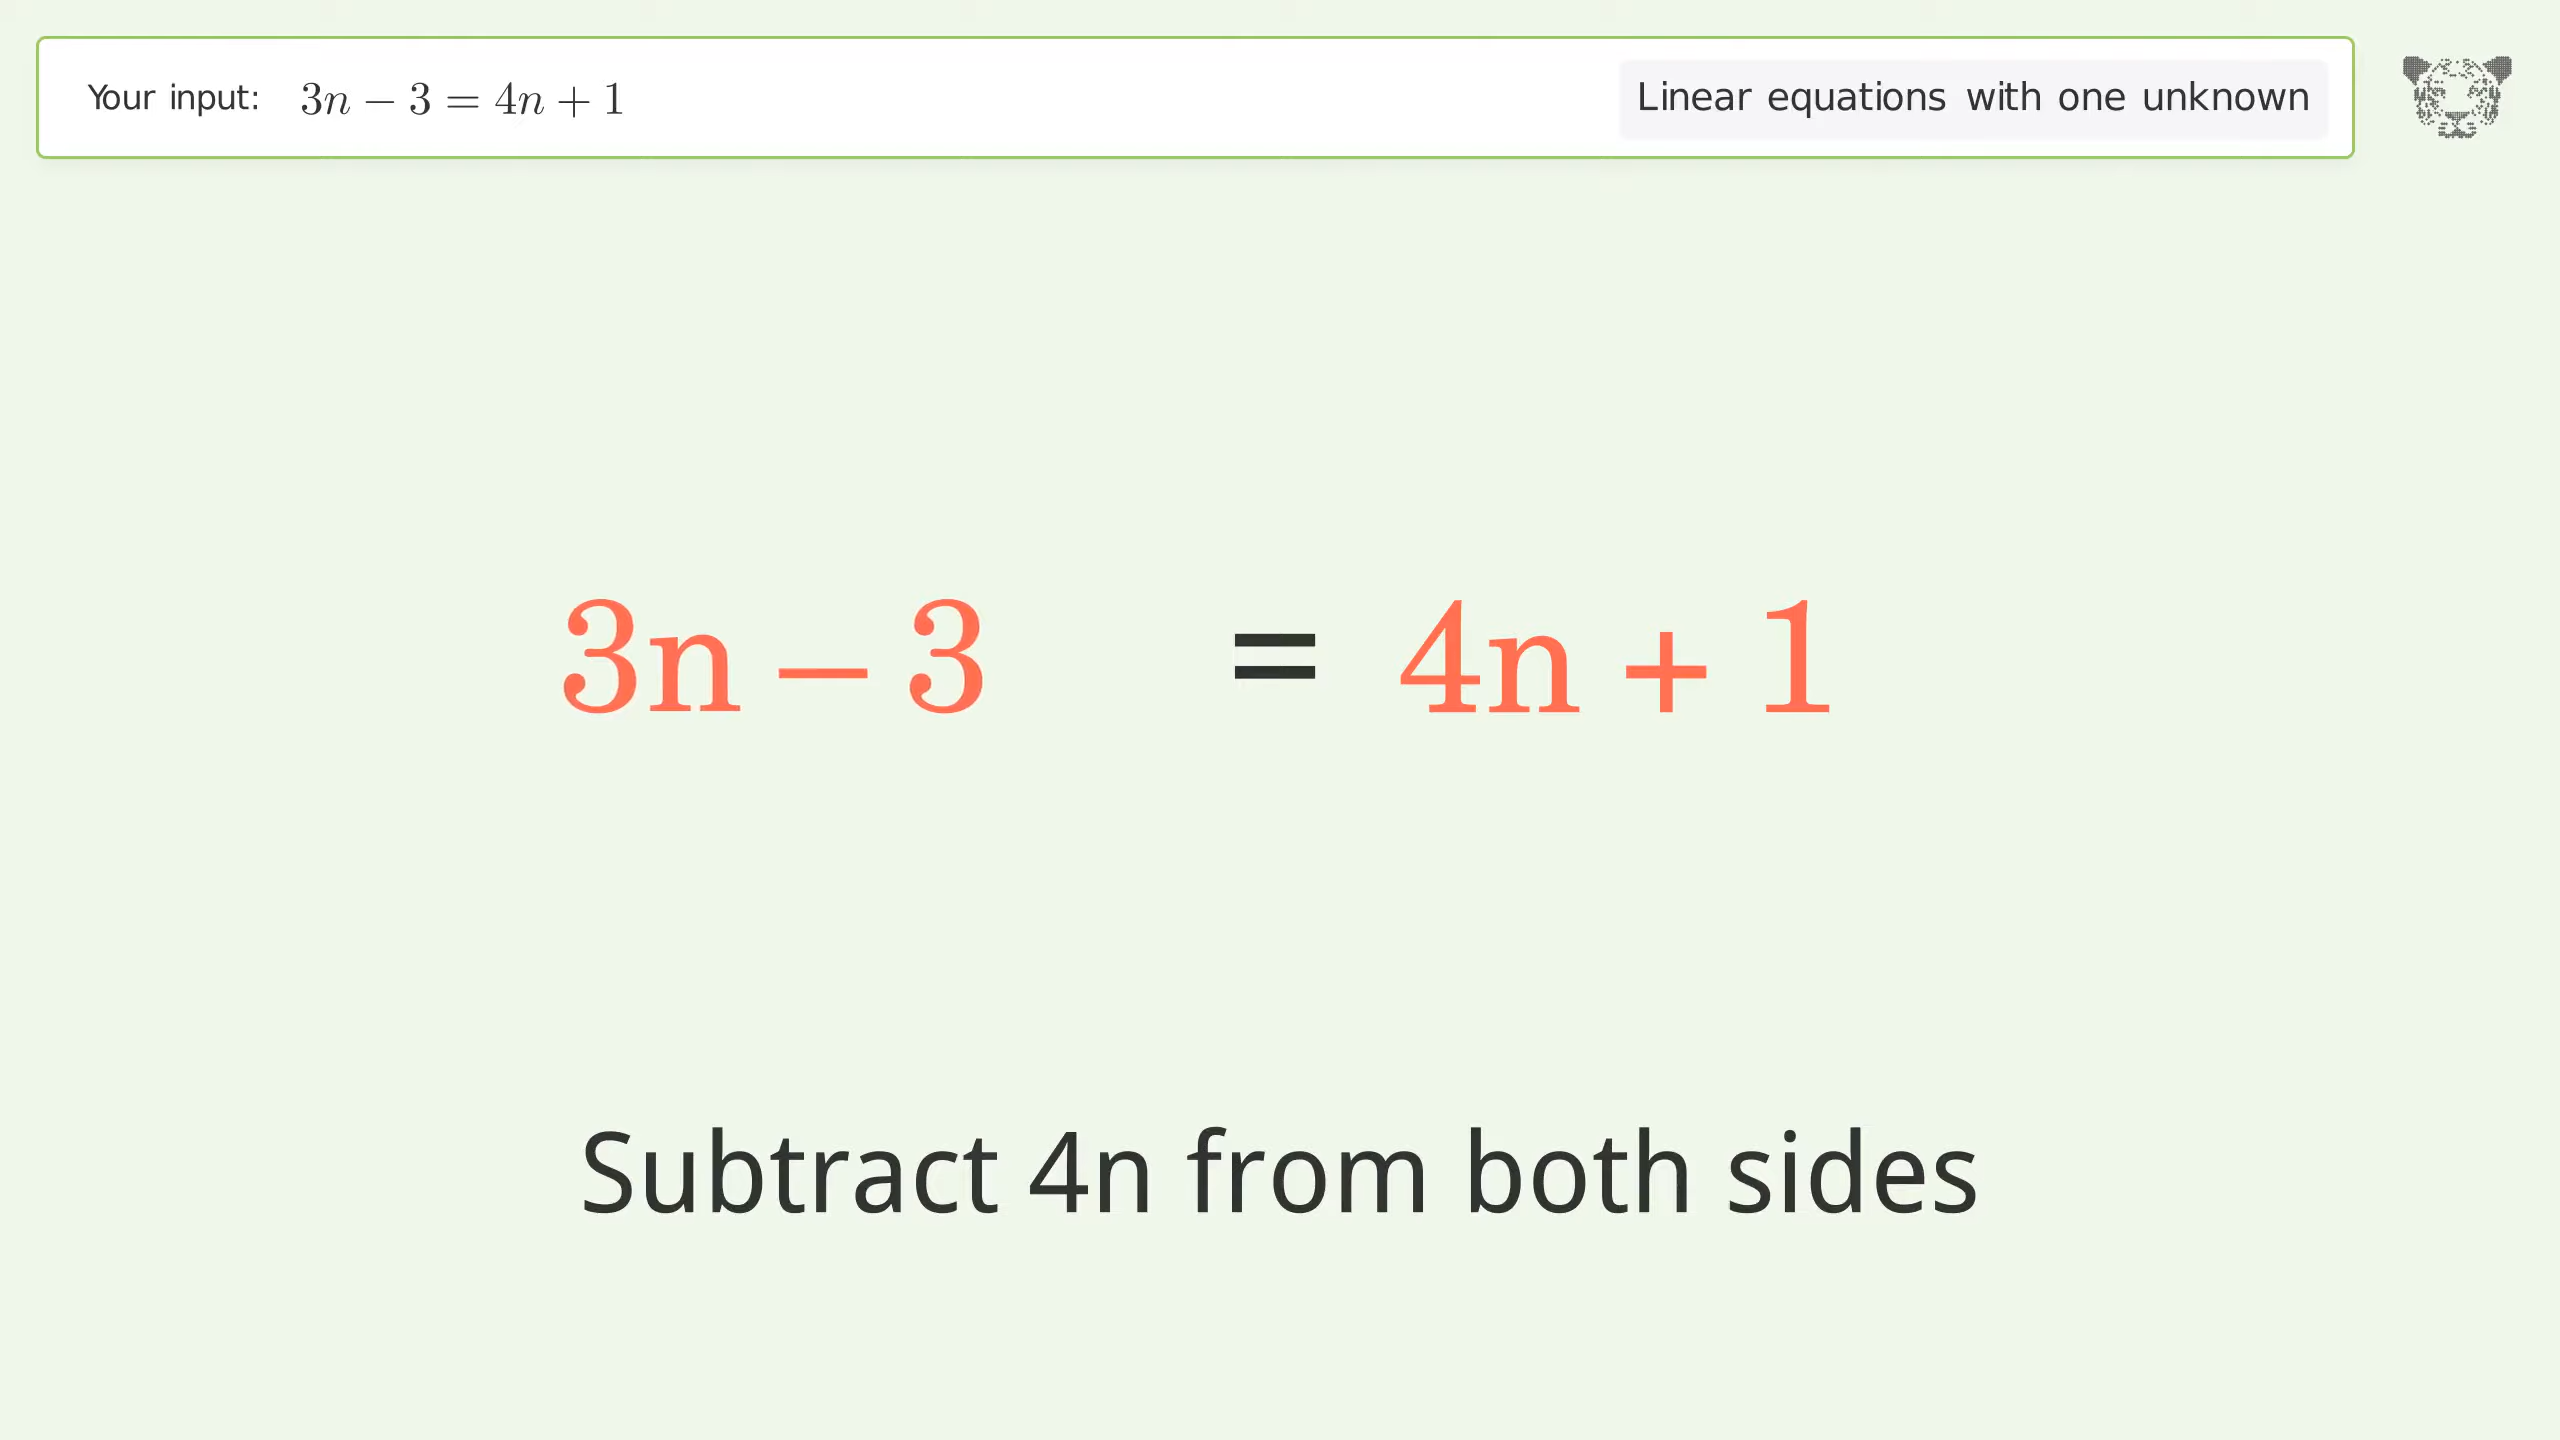 Your input: 3n − 3 = 4n + 1
Linear equations with one unknown
3n – 3 = 4n + 1
Subtract 4n from both sides